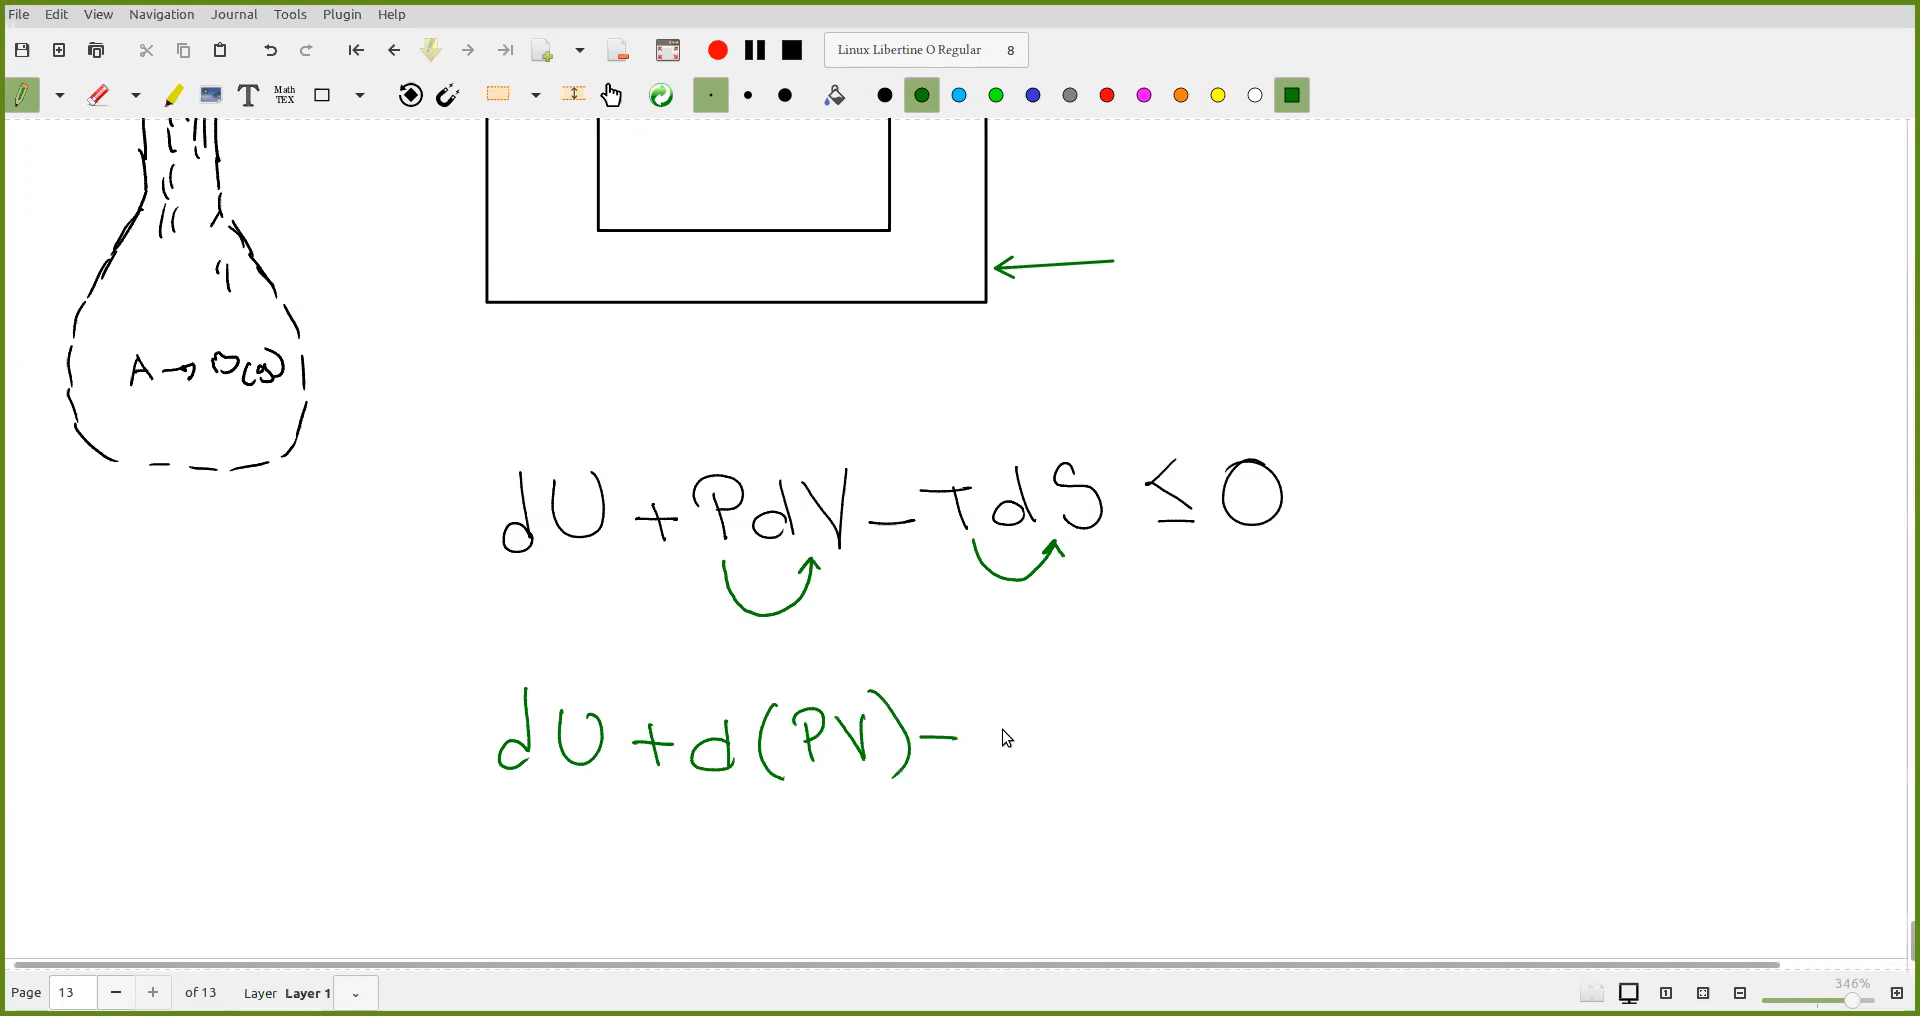 File Edit View Navigation Journal Tools Plugin Help
Linux Libertine O Regular 8
T Math TEX
A → (g)
dU + PdV − TdS ≤ 0
dU + d(PV) −
Page 13 − + of 13 Layer Layer 1 346%